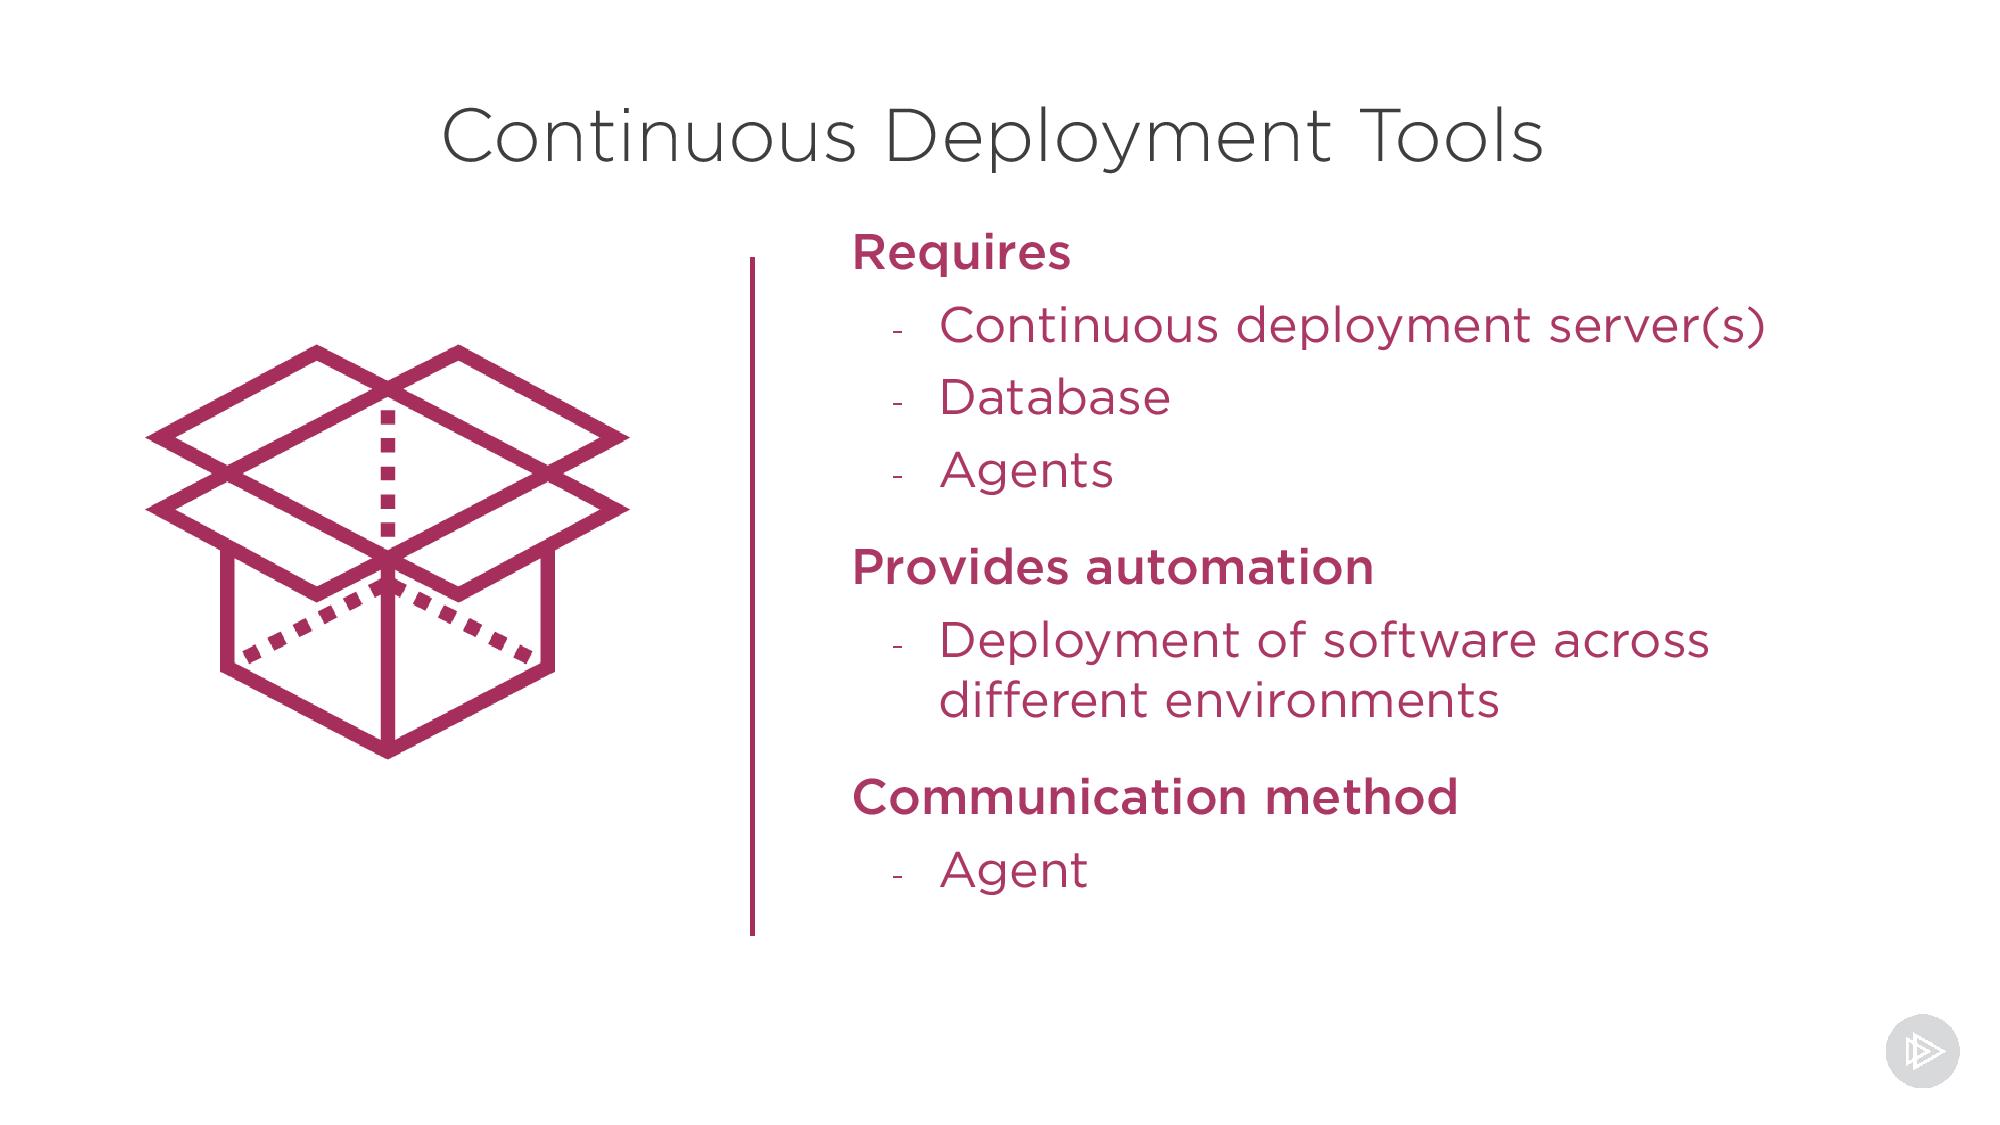 Continuous Deployment Tools
Requires
- Continuous deployment server(s)
- Database
- Agents
Provides automation
- Deployment of software across
different environments
Communication method
- Agent